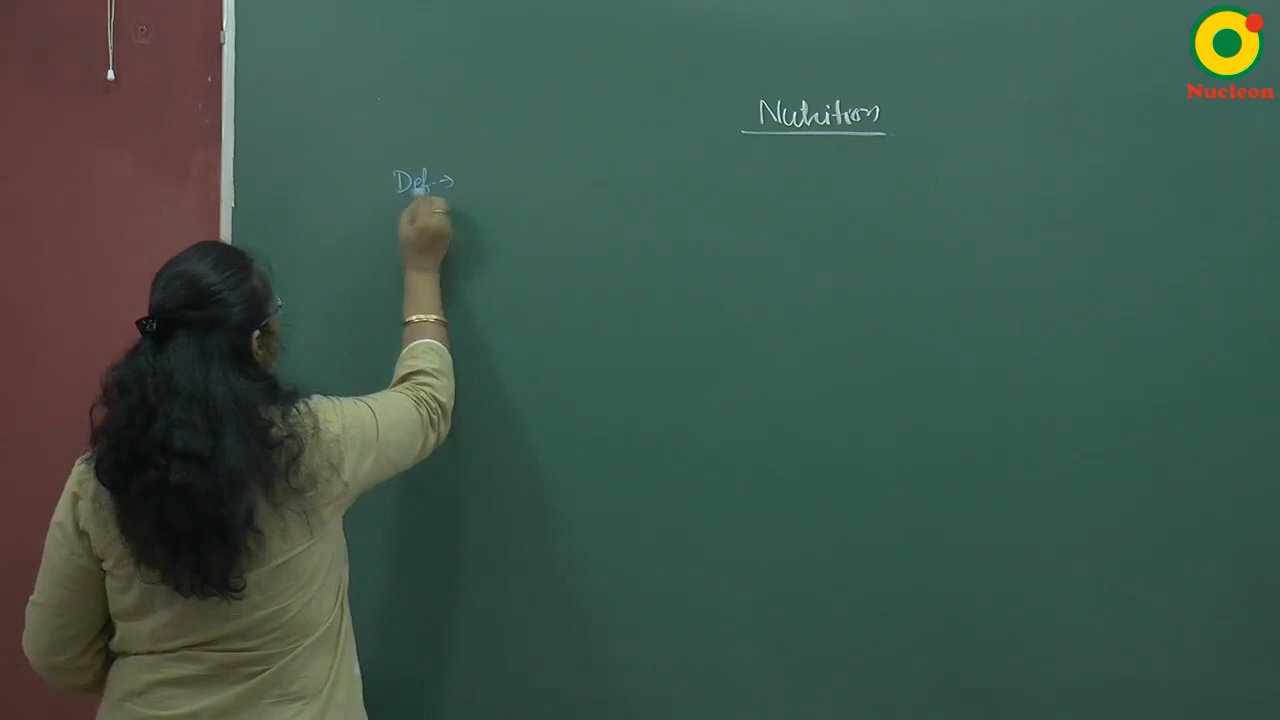 Nucleon
Nutrition
Def →